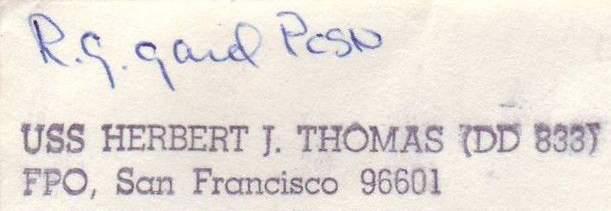 R.G. Gard PCSN
USS HERBERT J. THOMAS (DD 833)
FPO, San Francisco 96601